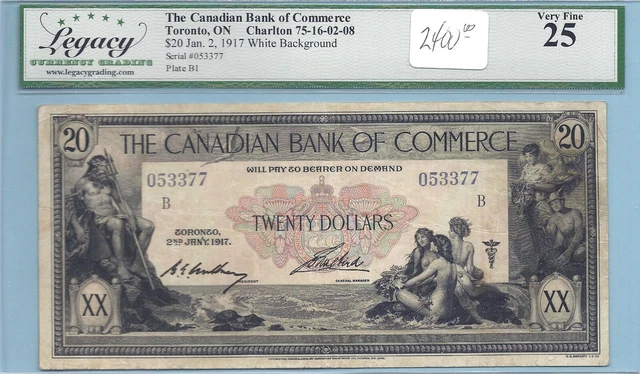 Legacy
CURRENCY GRADING
www.legacygrading.com
The Canadian Bank of Commerce
Toronto, ON Charlton 75-16-02-08
$20 Jan. 2, 1917 White Background
Serial #053377
Plate B1
2400 00
Very Fine
25
20 THE CANADIAN BANK OF COMMERCE 20
WILL PAY TO BEARER ON DEMAND
053377 053377
B B
TWENTY DOLLARS
TORONTO,
2ND JANY. 1917.
PRESIDENT GENERAL MANAGER
XX XX